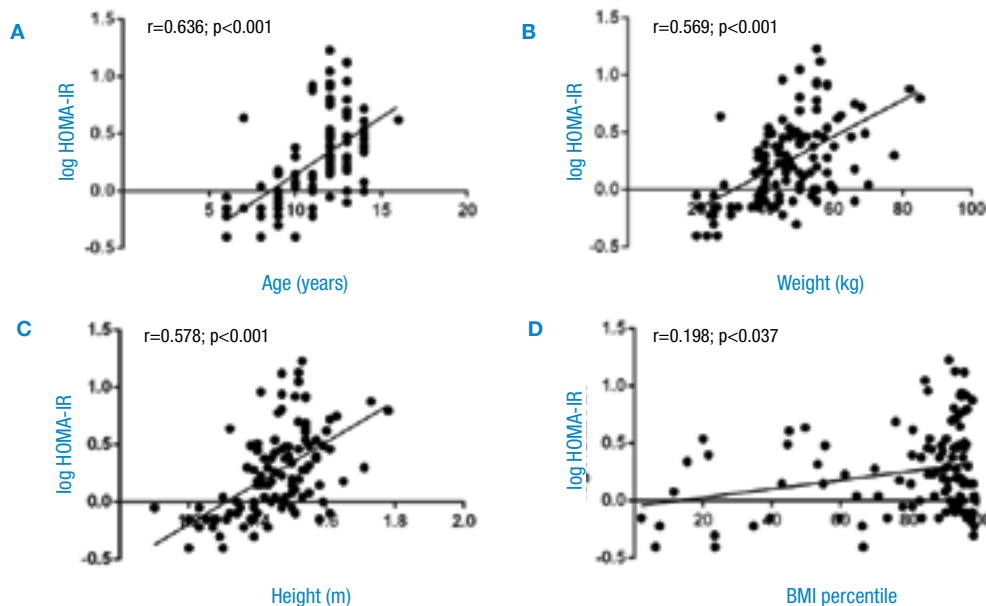 A
r=0.636; p<0.001
1.5
1.0
0.5
0.0
-0.5
5
10
15
20
log HOMA-IR
Age (years)
B
r=0.569; p<0.001
1.5
1.0
0.5
0.0
-0.5
60
80
100
log HOMA-IR
Weight (kg)
C
r=0.578; p<0.001
1.5
1.0
0.5
0.0
-0.5
1.8
2.0
log HOMA-IR
Height (m)
D
r=0.198; p<0.037
1.5
1.0
0.5
0.0
-0.5
20
40
60
log HOMA-IR
BMI percentile